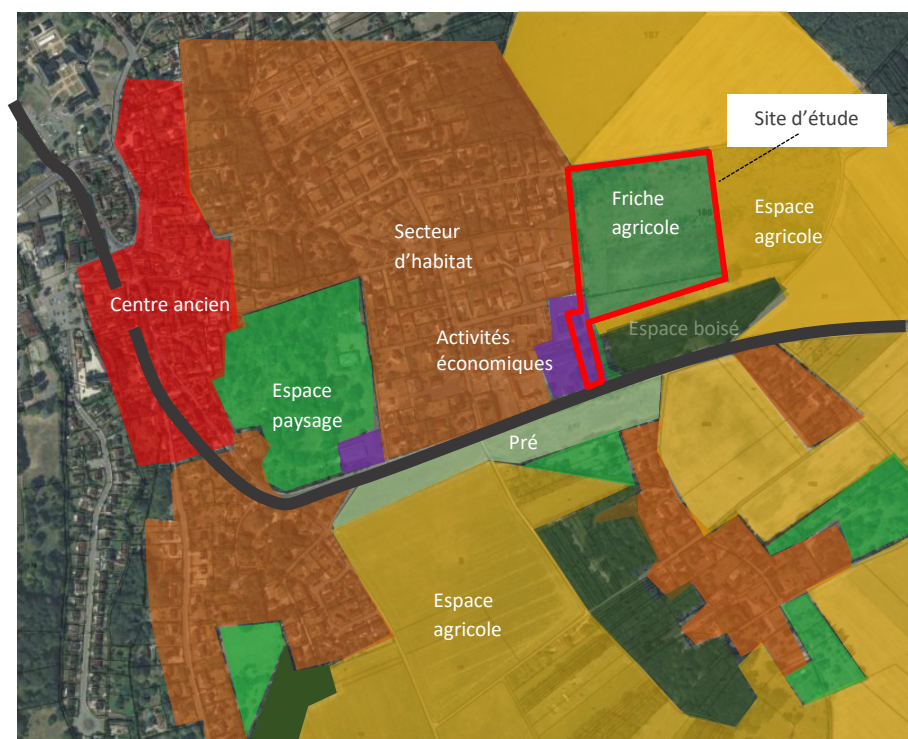 Site d'étude
Friche
agricole
Espace
agricole
Secteur
d'habitat
Centre ancien
Espace boisé
Activités
économiques
Espace
paysage
Pré
Espace
agricole